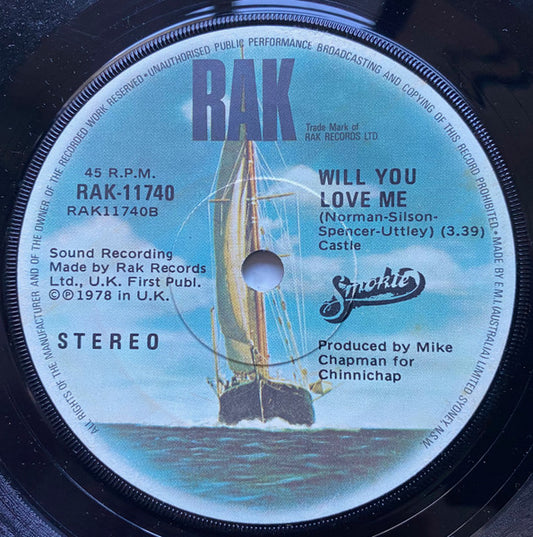 ALL RIGHTS OF THE MANUFACTURER AND OF THE OWNER OF THE RECORDED WORK RESERVED•UNAUTHORISED PUBLIC PERFORMANCE BROADCASTING AND COPYING OF THIS RECORD PROHIBITED•MADE BY E.M.I. (AUSTRALIA) LIMITED SYDNEY N.S.W.
RAK
Trade Mark of
RAK RECORDS LTD.
45 R.P.M.
RAK-11740
RAK11740B
WILL YOU
LOVE ME
(Norman-Silson-
Spencer-Uttley) (3.39)
Castle
Sound Recording
Made by Rak Records
Ltd., U.K. First Publ.
©℗1978 in U.K.
Smokie
STEREO
Produced by Mike
Chapman for
Chinnichap